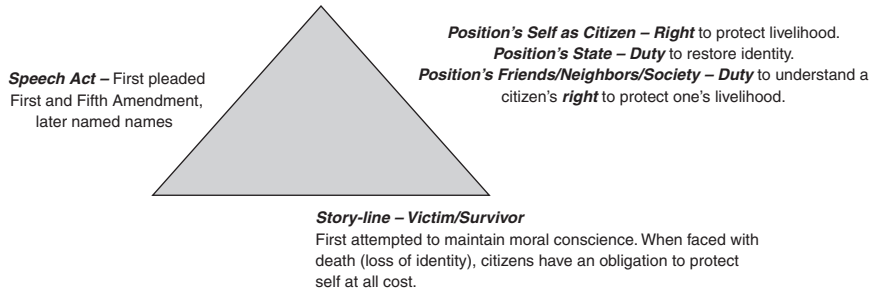 Position's Self as Citizen – Right to protect livelihood.
Position's State – Duty to restore identity.
Position's Friends/Neighbors/Society – Duty to understand a
citizen's right to protect one's livelihood.
Speech Act – First pleaded
First and Fifth Amendment,
later named names
Story-line – Victim/Survivor
First attempted to maintain moral conscience. When faced with
death (loss of identity), citizens have an obligation to protect
self at all cost.